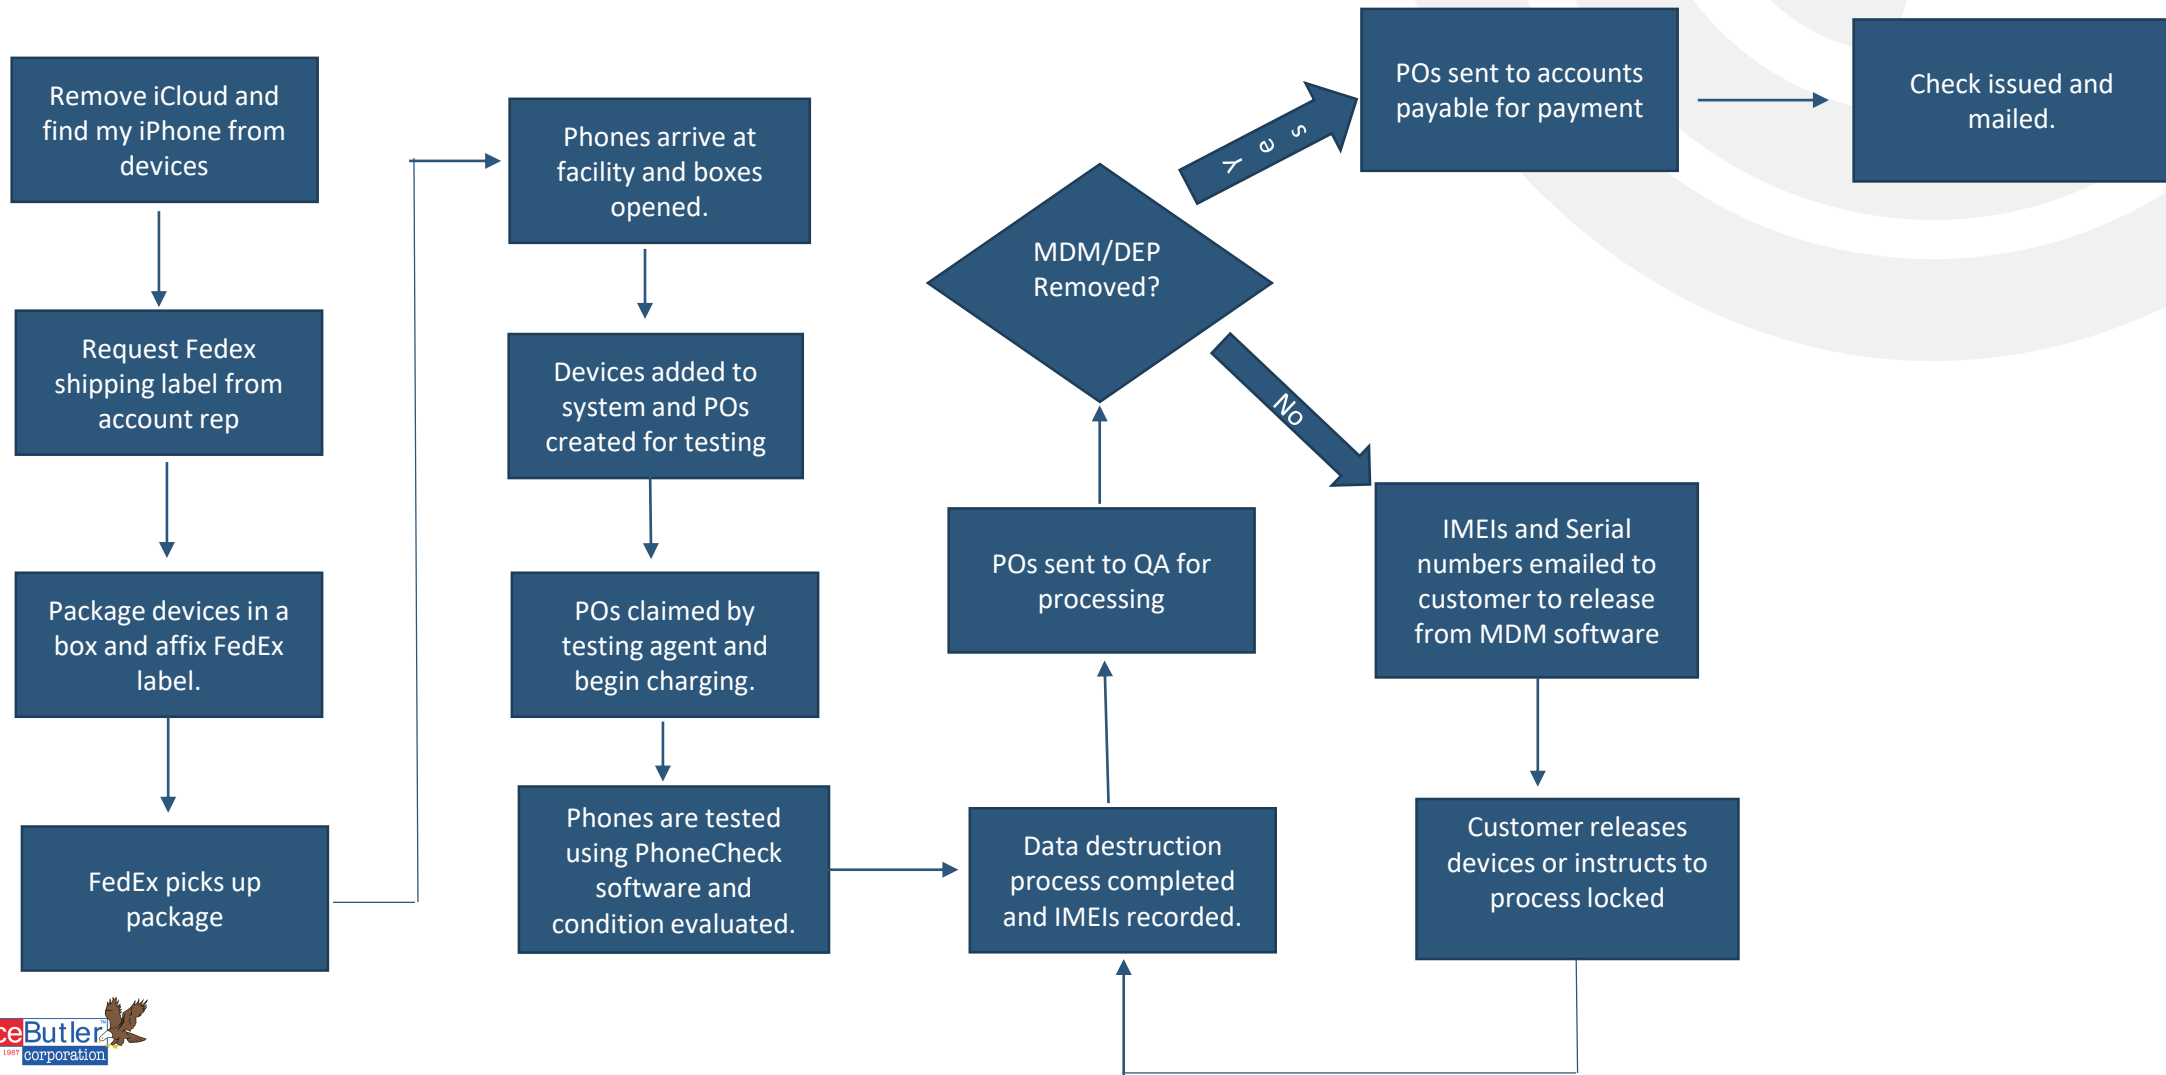 Remove iCloud and
find my iPhone from
devices
Request Fedex
shipping label from
account rep
Package devices in a
box and affix FedEx
label.
FedEx picks up
package
Phones arrive at
facility and boxes
opened.
Devices added to
system and POs
created for testing
POs claimed by
testing agent and
begin charging.
Phones are tested
using PhoneCheck
software and
condition evaluated.
Data destruction
process completed
and IMEIs recorded.
POs sent to QA for
processing
MDM/DEP
Removed?
Yes
POs sent to accounts
payable for payment
Check issued and
mailed.
No
IMEIs and Serial
numbers emailed to
customer to release
from MDM software
Customer releases
devices or instructs to
process locked
ceButler™
1987 corporation